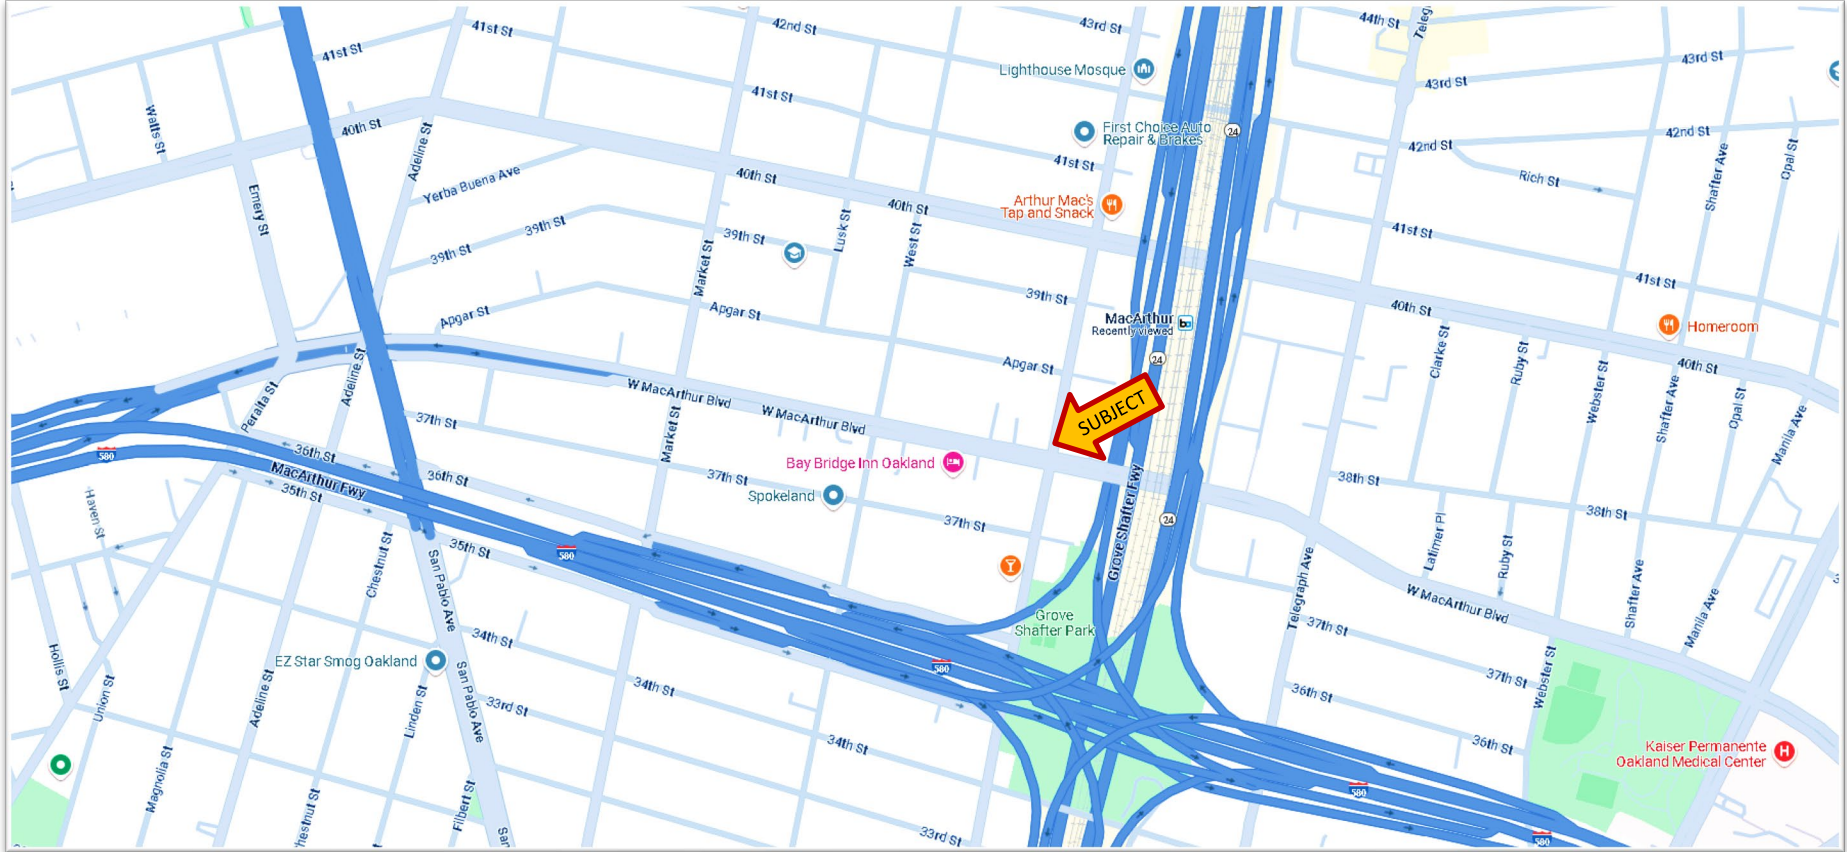 42nd St
43rd St
44th St
Teleg
41st St
41st St
43rd St
Lighthouse Mosque
43rd St
41st St
Watts St
40th St
Adeline St
First Choice Auto
Repair & Brakes
24
42nd St
42nd St
Shafter Ave
Opal St
41st St
Yerba Buena Ave
40th St
Rich St
Emery St
Arthur Mac's
Tap and Snack
40th St
39th St
39th St
39th St
Lusk St
West St
41st St
Market St
39th St
41st St
Apgar St
Apgar St
MacArthur
Recently viewed
24
40th St
Homeroom
Clarke St
Ruby St
Webster St
40th St
Apgar St
Adeline St
Peralta St
W MacArthur Blvd
W MacArthur Blvd
SUBJECT
Shafter Ave
Opal St
Manila Ave
37th St
Market St
580
36th St
MacArthur Fwy
35th St
36th St
Bay Bridge Inn Oakland
37th St
Spokeland
38th St
38th St
Haven St
37th St
Grove Shafter Fwy
24
Latimer Pl
Ruby St
35th St
580
Chestnut St
San Pablo Ave
Telegraph Ave
W MacArthur Blvd
Shafter Ave
Manila Ave
Grove
Shafter Park
37th St
34th St
EZ Star Smog Oakland
Hollis St
Union St
Adeline St
Linden St
San Pablo Ave
580
34th St
33rd St
36th St
37th St
Webster St
34th St
36th St
Kaiser Permanente
Oakland Medical Center
H
Magnolia St
hestnut St
Filbert St
San
33rd St
580
580